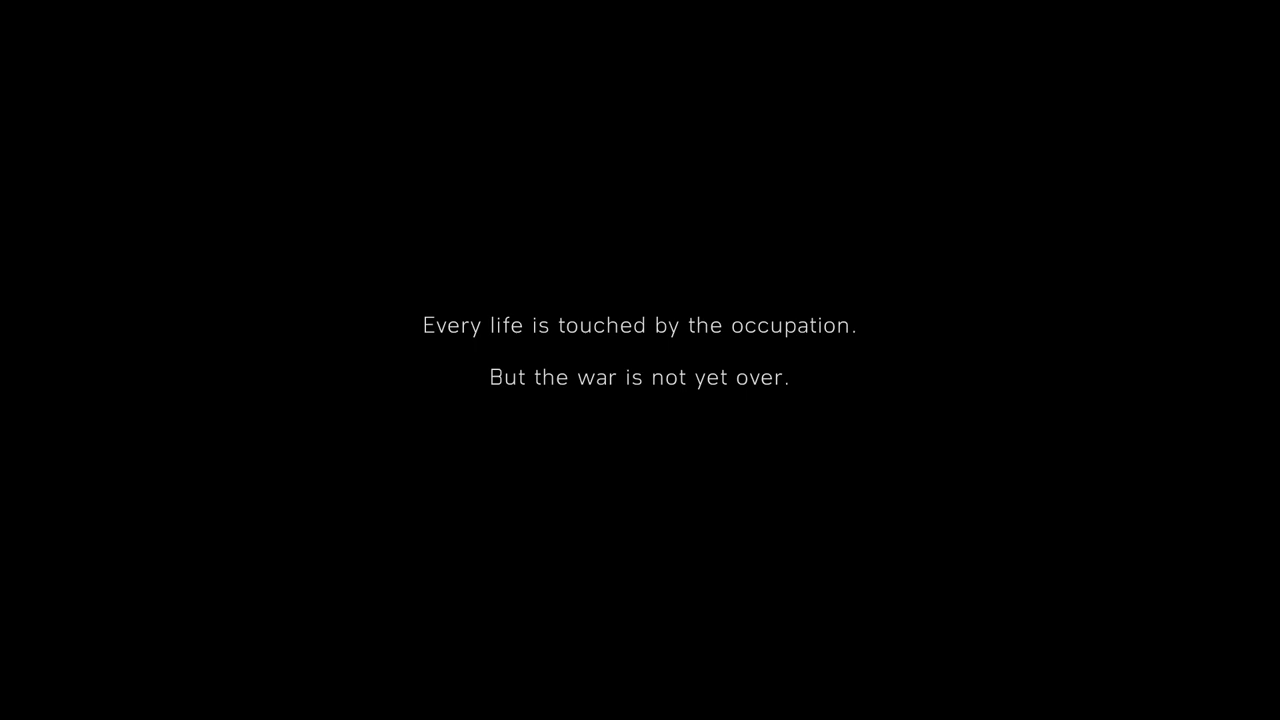 Every life is touched by the occupation.
But the war is not yet over.